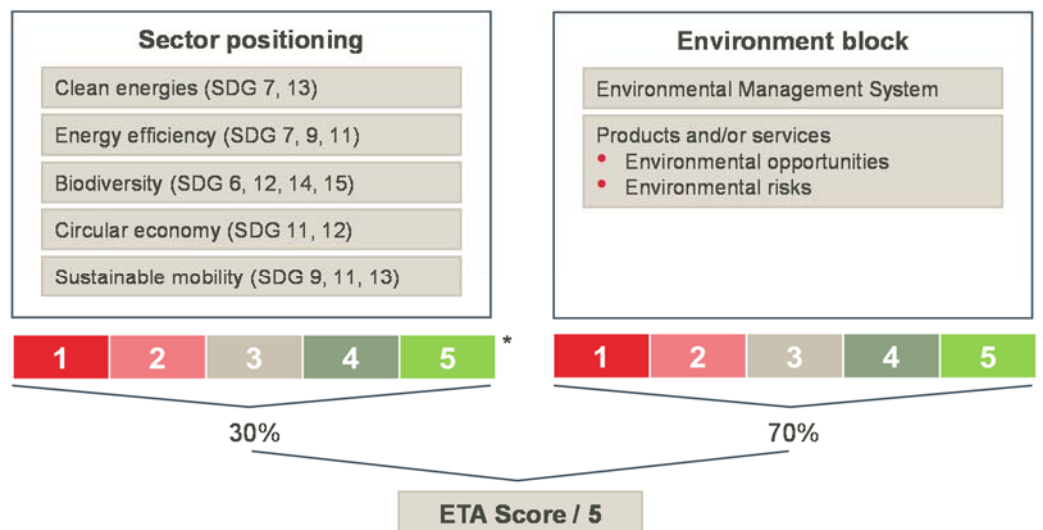 Sector positioning
Clean energies (SDG 7, 13)
Energy efficiency (SDG 7, 9, 11)
Biodiversity (SDG 6, 12, 14, 15)
Circular economy (SDG 11, 12)
Sustainable mobility (SDG 9, 11, 13)
1 2 3 4 5 *
30%
Environment block
Environmental Management System
Products and/or services
• Environmental opportunities
• Environmental risks
1 2 3 4 5
70%
ETA Score / 5